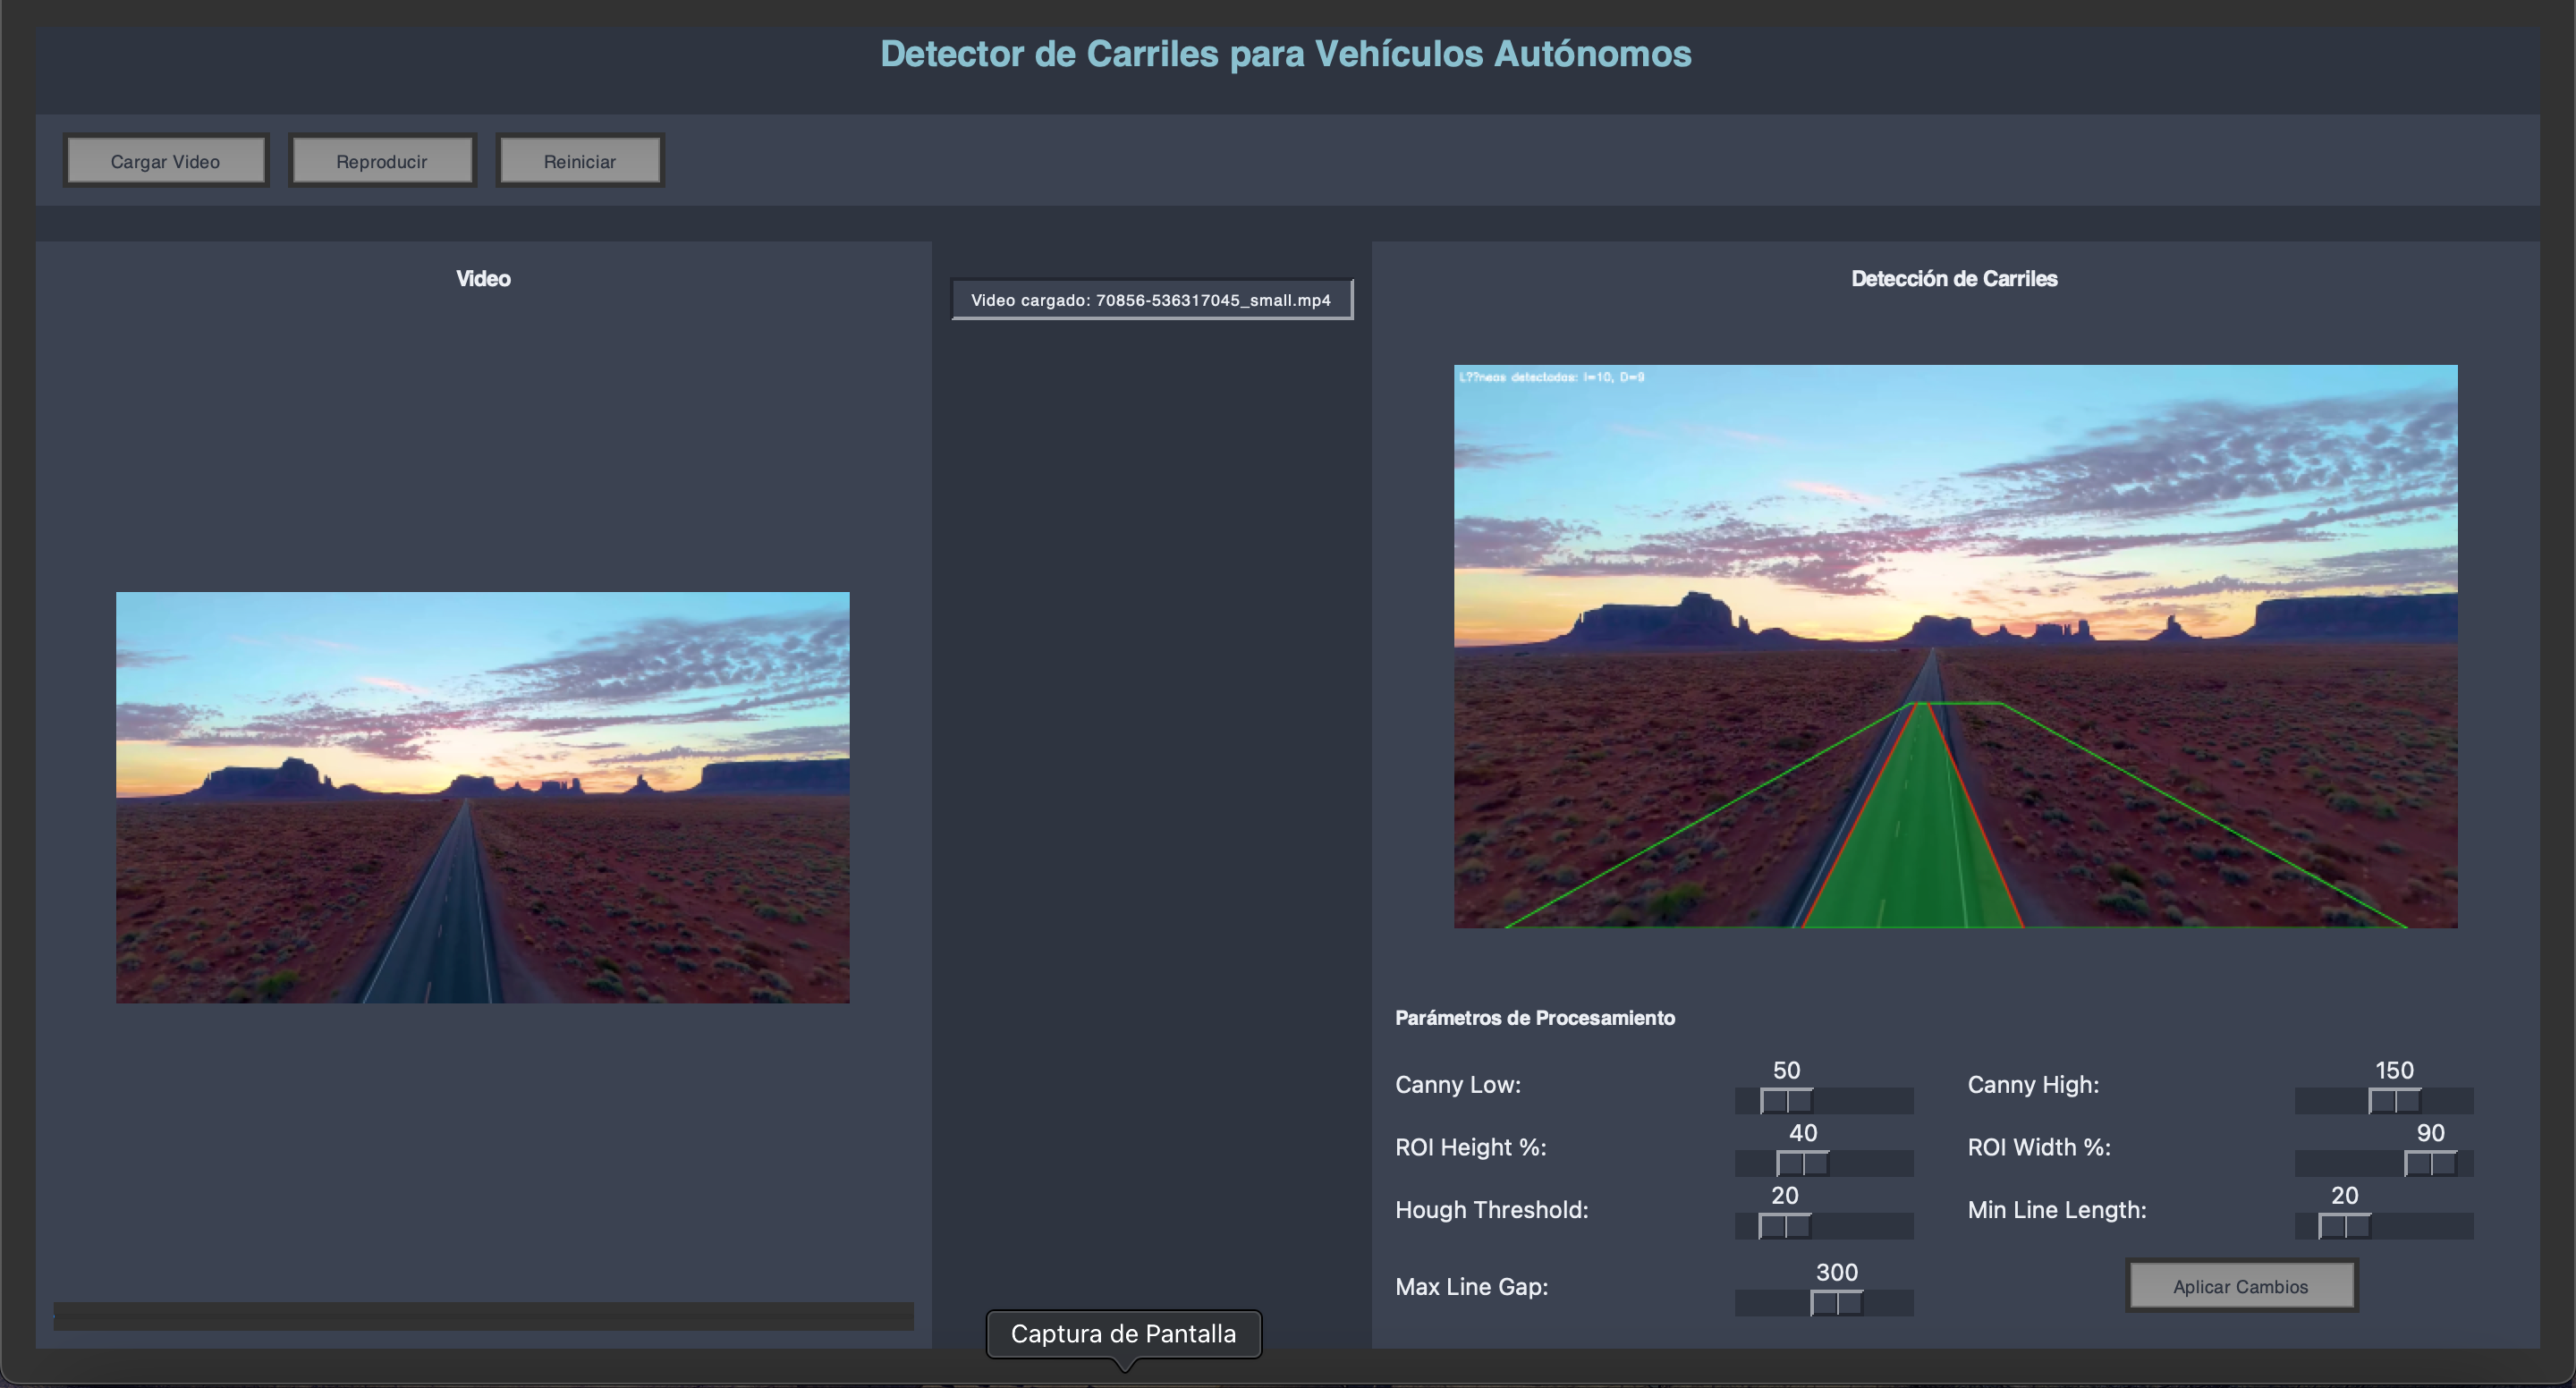 Detector de Carriles para Vehículos Autónomos
Cargar Video
Reproducir
Reiniciar
Video
Video cargado: 70856-536317045_small.mp4
Detección de Carriles
L??neas detectadas: I=10, D=9
Parámetros de Procesamiento
Canny Low:
50
Canny High:
150
ROI Height %:
40
ROI Width %:
90
Hough Threshold:
20
Min Line Length:
20
Max Line Gap:
300
Aplicar Cambios
Captura de Pantalla